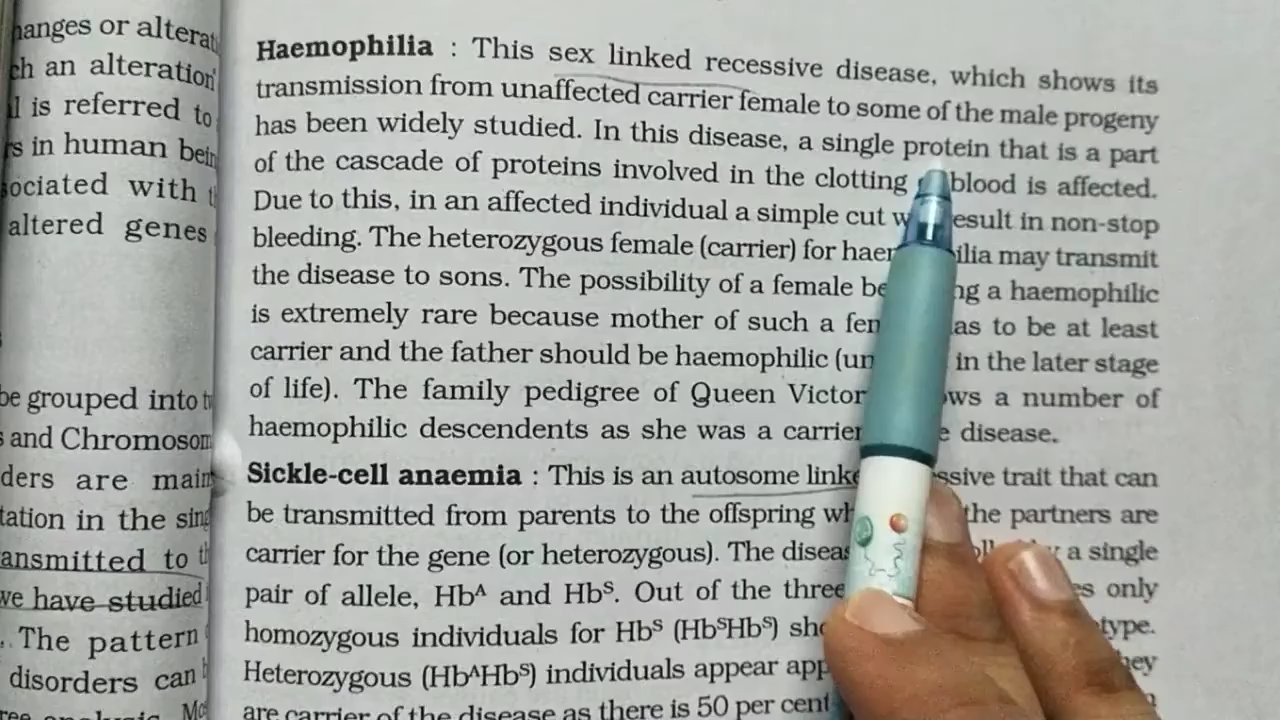 hanges or alterat
ch an alteration
l is referred to
rs in human bein
sociated with t
altered genes
be grouped into tw
s and Chromosom
ders are main
tation in the sing
ansmitted to th
we have studied
. The pattern
disorders can b
Haemophilia : This sex linked recessive disease, which shows its
transmission from unaffected carrier female to some of the male progeny
has been widely studied. In this disease, a single protein that is a part
of the cascade of proteins involved in the clotting blood is affected.
Due to this, in an affected individual a simple cut w esult in non-stop
bleeding. The heterozygous female (carrier) for haem ilia may transmit
the disease to sons. The possibility of a female be ng a haemophilic
is extremely rare because mother of such a fem as to be at least
carrier and the father should be haemophilic (un in the later stage
of life). The family pedigree of Queen Victor ws a number of
haemophilic descendents as she was a carrier e disease.
Sickle-cell anaemia : This is an autosome linke ssive trait that can
be transmitted from parents to the offspring wh the partners are
carrier for the gene (or heterozygous). The diseas a single
pair of allele, Hbᴬ and Hbˢ. Out of the three es only
homozygous individuals for Hbˢ (HbˢHbˢ) sho type.
Heterozygous (HbᴬHbˢ) individuals appear app hey
are carrier of the disease as there is 50 per cent